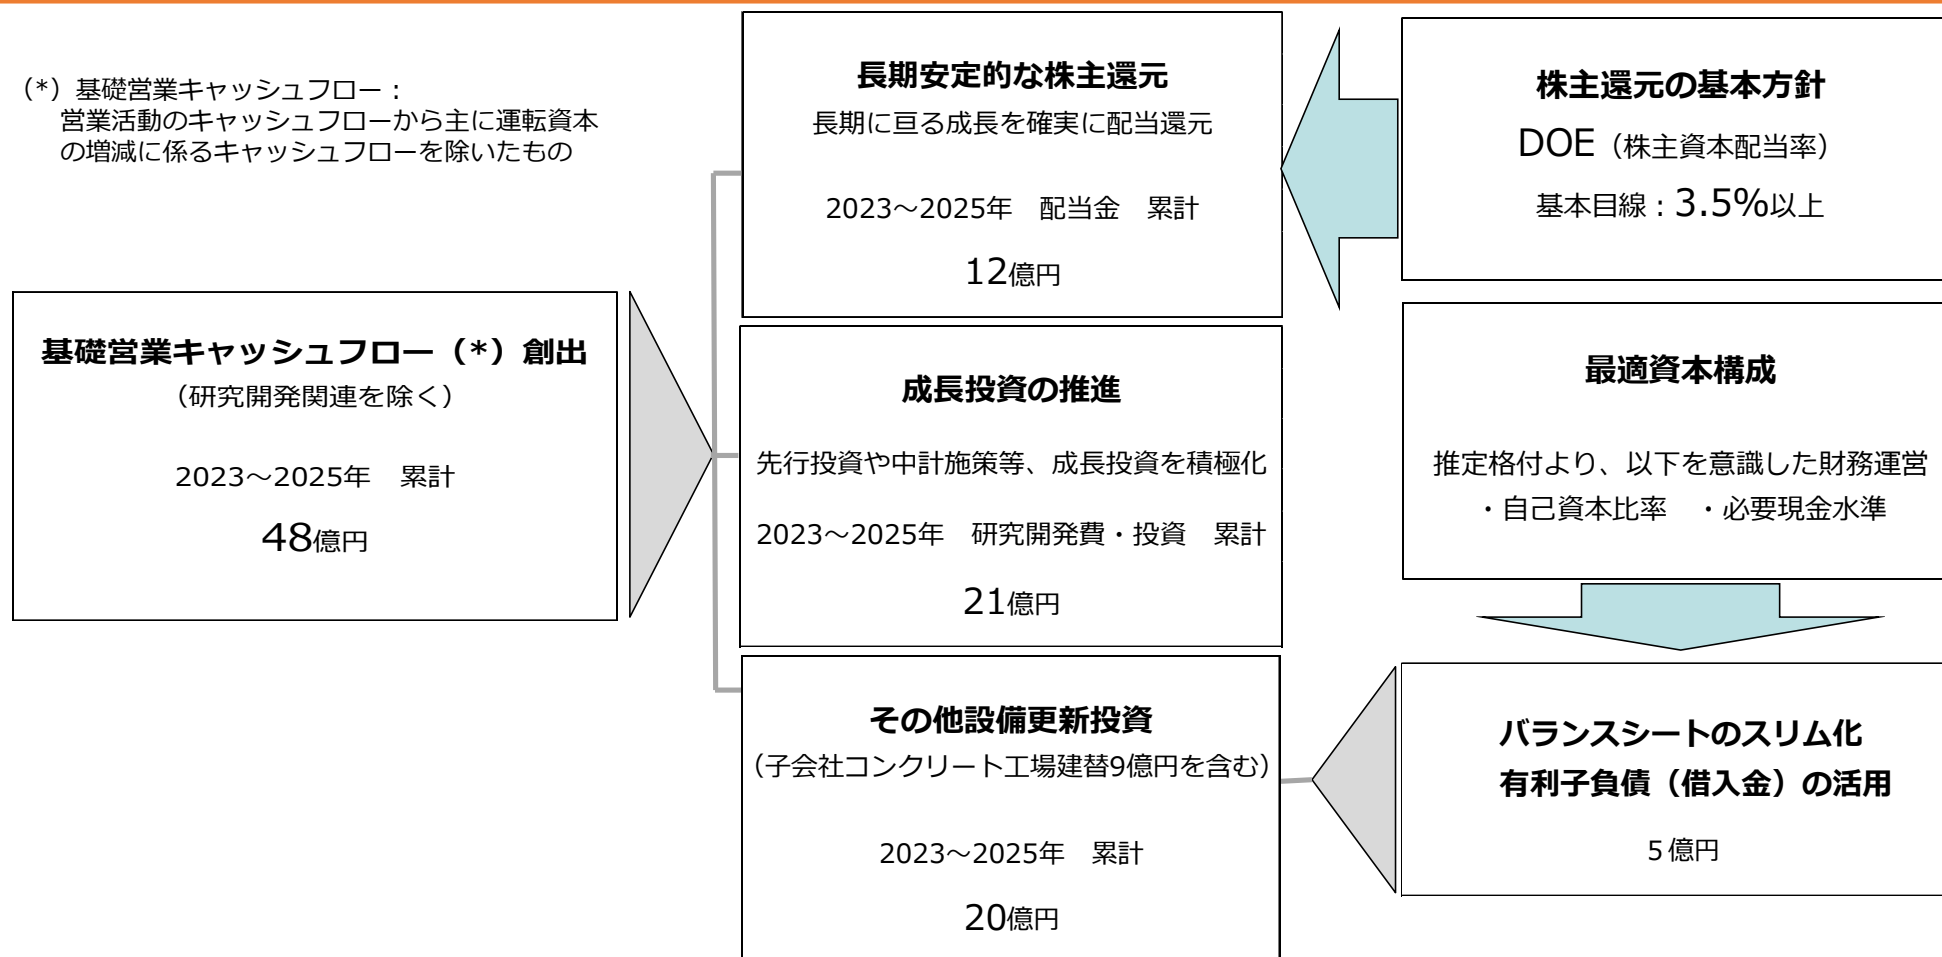 （*）基礎営業キャッシュフロー：
営業活動のキャッシュフローから主に運転資本
の増減に係るキャッシュフローを除いたもの
基礎営業キャッシュフロー（*）創出
（研究開発関連を除く）
2023～2025年　累計
48億円
長期安定的な株主還元
長期に亘る成長を確実に配当還元
2023～2025年　配当金　累計
12億円
成長投資の推進
先行投資や中計施策等、成長投資を積極化
2023～2025年　研究開発費・投資　累計
21億円
その他設備更新投資
（子会社コンクリート工場建替9億円を含む）
2023～2025年　累計
20億円
株主還元の基本方針
DOE（株主資本配当率）
基本目線：3.5%以上
最適資本構成
推定格付より、以下を意識した財務運営
・自己資本比率　・必要現金水準
バランスシートのスリム化
有利子負債（借入金）の活用
５億円